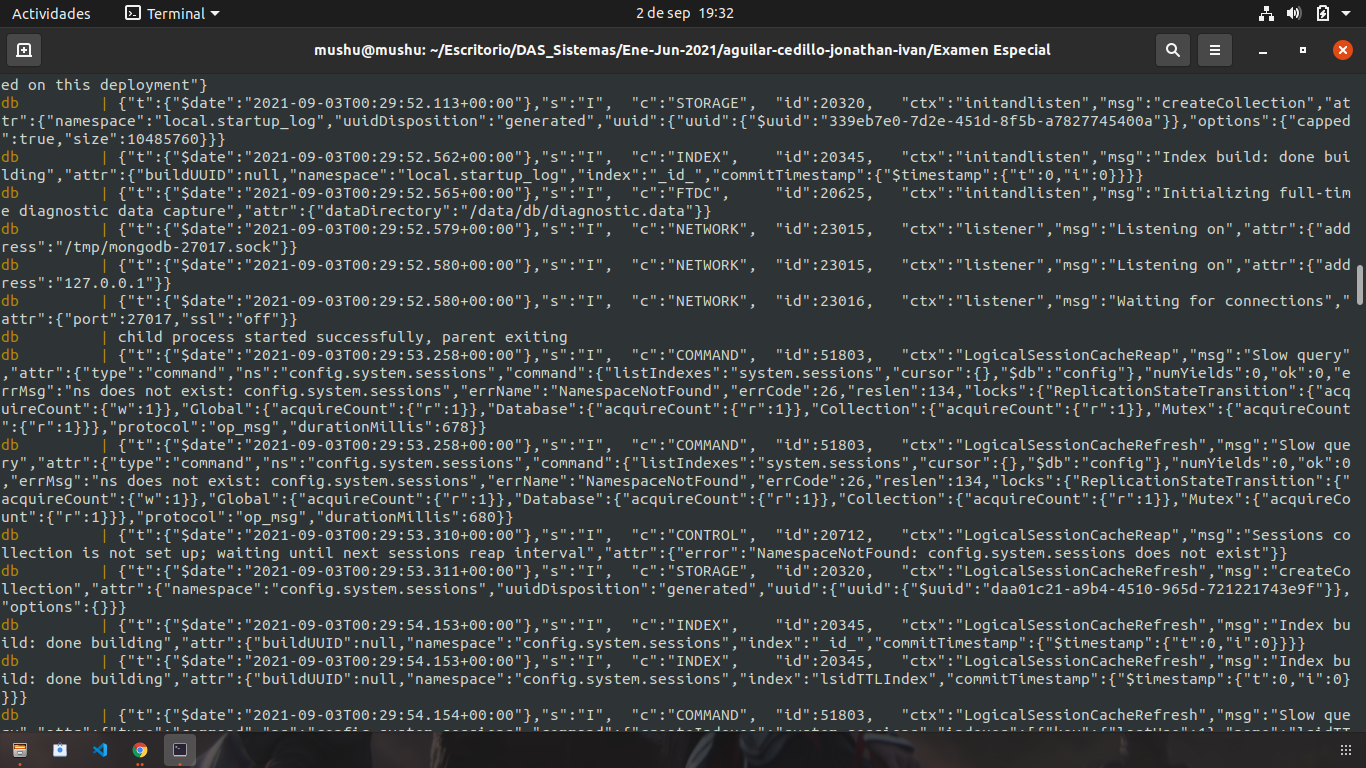 Actividades Terminal 2 de sep 19:32
mushu@mushu: ~/Escritorio/DAS_Sistemas/Ene-Jun-2021/aguilar-cedillo-jonathan-ivan/Examen Especial
ed on this deployment"}
db | {"t":{"$date":"2021-09-03T00:29:52.113+00:00"},"s":"I", "c":"STORAGE", "id":20320, "ctx":"initandlisten","msg":"createCollection","at
tr":{"namespace":"local.startup_log","uuidDisposition":"generated","uuid":{"uuid":{"$uuid":"339eb7e0-7d2e-451d-8f5b-a7827745400a"}},"options":{"capped
":true,"size":10485760}}}
db | {"t":{"$date":"2021-09-03T00:29:52.562+00:00"},"s":"I", "c":"INDEX", "id":20345, "ctx":"initandlisten","msg":"Index build: done bui
lding","attr":{"buildUUID":null,"namespace":"local.startup_log","index":"_id_","commitTimestamp":{"$timestamp":{"t":0,"i":0}}}}
db | {"t":{"$date":"2021-09-03T00:29:52.565+00:00"},"s":"I", "c":"FTDC", "id":20625, "ctx":"initandlisten","msg":"Initializing full-tim
e diagnostic data capture","attr":{"dataDirectory":"/data/db/diagnostic.data"}}
db | {"t":{"$date":"2021-09-03T00:29:52.579+00:00"},"s":"I", "c":"NETWORK", "id":23015, "ctx":"listener","msg":"Listening on","attr":{"add
ress":"/tmp/mongodb-27017.sock"}}
db | {"t":{"$date":"2021-09-03T00:29:52.580+00:00"},"s":"I", "c":"NETWORK", "id":23015, "ctx":"listener","msg":"Listening on","attr":{"add
ress":"127.0.0.1"}}
db | {"t":{"$date":"2021-09-03T00:29:52.580+00:00"},"s":"I", "c":"NETWORK", "id":23016, "ctx":"listener","msg":"Waiting for connections","
attr":{"port":27017,"ssl":"off"}}
db | child process started successfully, parent exiting
db | {"t":{"$date":"2021-09-03T00:29:53.258+00:00"},"s":"I", "c":"COMMAND", "id":51803, "ctx":"LogicalSessionCacheReap","msg":"Slow query"
,"attr":{"type":"command","ns":"config.system.sessions","command":{"listIndexes":"system.sessions","cursor":{},"$db":"config"},"numYields":0,"ok":0,"e
rrMsg":"ns does not exist: config.system.sessions","errName":"NamespaceNotFound","errCode":26,"reslen":134,"locks":{"ReplicationStateTransition":{"acq
uireCount":{"w":1}},"Global":{"acquireCount":{"r":1}},"Database":{"acquireCount":{"r":1}},"Collection":{"acquireCount":{"r":1}},"Mutex":{"acquireCount
":{"r":1}}},"protocol":"op_msg","durationMillis":678}}
db | {"t":{"$date":"2021-09-03T00:29:53.258+00:00"},"s":"I", "c":"COMMAND", "id":51803, "ctx":"LogicalSessionCacheRefresh","msg":"Slow que
ry","attr":{"type":"command","ns":"config.system.sessions","command":{"listIndexes":"system.sessions","cursor":{},"$db":"config"},"numYields":0,"ok":0
,"errMsg":"ns does not exist: config.system.sessions","errName":"NamespaceNotFound","errCode":26,"reslen":134,"locks":{"ReplicationStateTransition":{"
acquireCount":{"w":1}},"Global":{"acquireCount":{"r":1}},"Database":{"acquireCount":{"r":1}},"Collection":{"acquireCount":{"r":1}},"Mutex":{"acquireCo
unt":{"r":1}}},"protocol":"op_msg","durationMillis":680}}
db | {"t":{"$date":"2021-09-03T00:29:53.310+00:00"},"s":"I", "c":"CONTROL", "id":20712, "ctx":"LogicalSessionCacheReap","msg":"Sessions co
llection is not set up; waiting until next sessions reap interval","attr":{"error":"NamespaceNotFound: config.system.sessions does not exist"}}
db | {"t":{"$date":"2021-09-03T00:29:53.311+00:00"},"s":"I", "c":"STORAGE", "id":20320, "ctx":"LogicalSessionCacheRefresh","msg":"createCo
llection","attr":{"namespace":"config.system.sessions","uuidDisposition":"generated","uuid":{"uuid":{"$uuid":"daa01c21-a9b4-4510-965d-721221743e9f"}},
"options":{}}}
db | {"t":{"$date":"2021-09-03T00:29:54.153+00:00"},"s":"I", "c":"INDEX", "id":20345, "ctx":"LogicalSessionCacheRefresh","msg":"Index bu
ild: done building","attr":{"buildUUID":null,"namespace":"config.system.sessions","index":"_id_","commitTimestamp":{"$timestamp":{"t":0,"i":0}}}}
db | {"t":{"$date":"2021-09-03T00:29:54.153+00:00"},"s":"I", "c":"INDEX", "id":20345, "ctx":"LogicalSessionCacheRefresh","msg":"Index bu
ild: done building","attr":{"buildUUID":null,"namespace":"config.system.sessions","index":"lsidTTLIndex","commitTimestamp":{"$timestamp":{"t":0,"i":0}
}}}
db | {"t":{"$date":"2021-09-03T00:29:54.154+00:00"},"s":"I", "c":"COMMAND", "id":51803, "ctx":"LogicalSessionCacheRefresh","msg":"Slow que